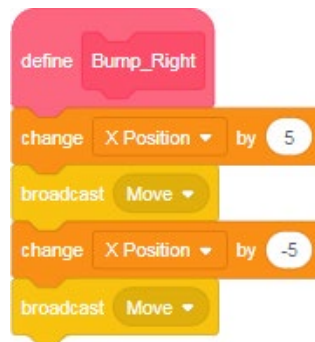 define Bump_Right
change X Position by 5
broadcast Move
change X Position by -5
broadcast Move